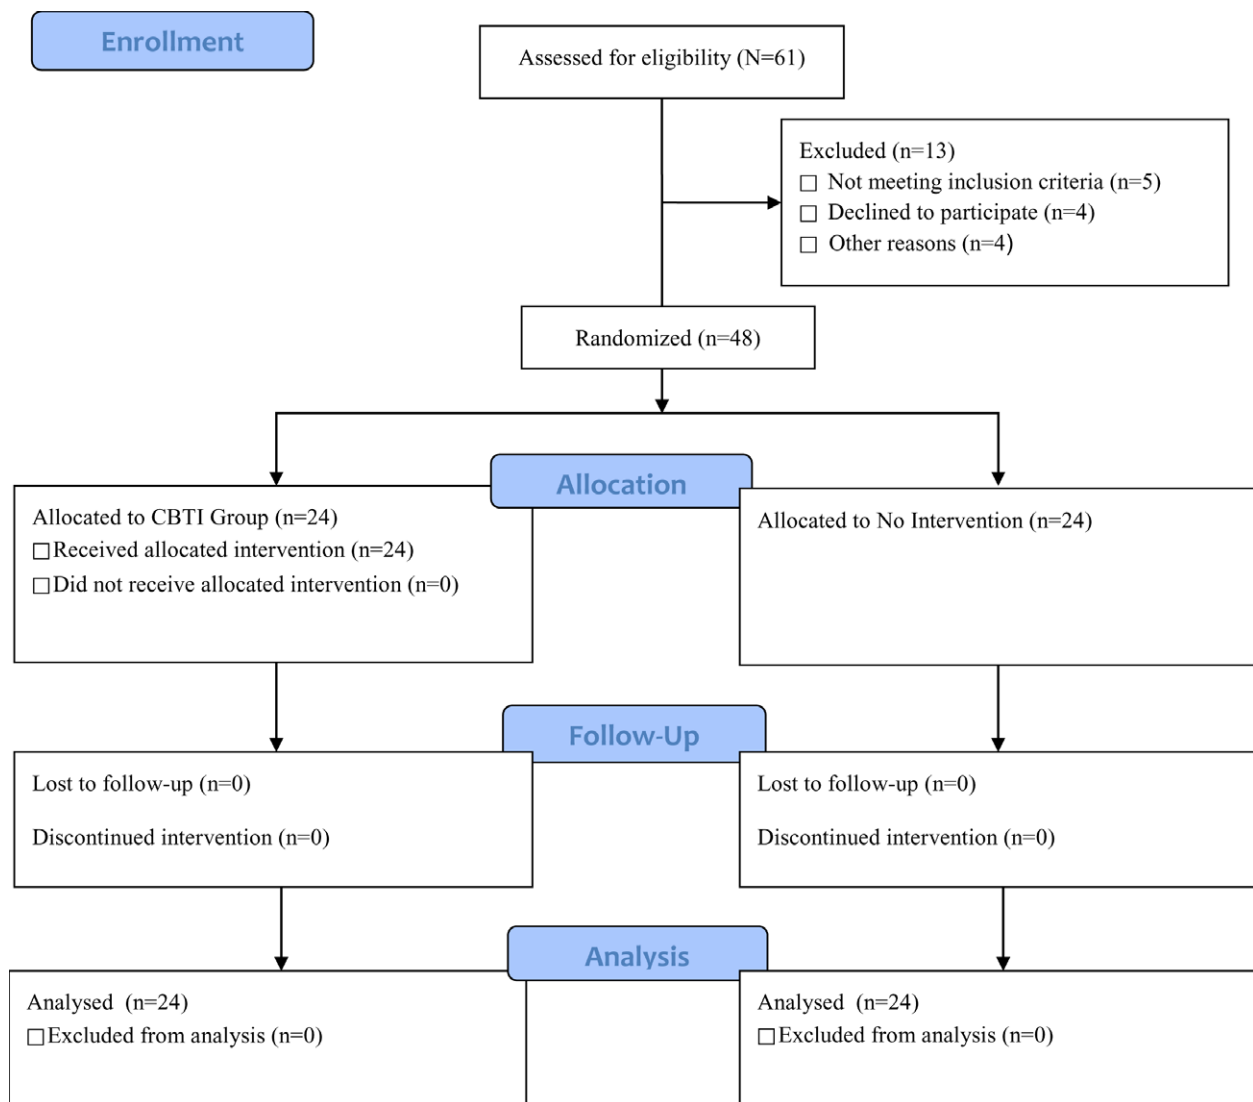 Enrollment
Assessed for eligibility (N=61)
Excluded (n=13)
□ Not meeting inclusion criteria (n=5)
□ Declined to participate (n=4)
□ Other reasons (n=4)
Randomized (n=48)
Allocation
Allocated to CBTI Group (n=24)
□ Received allocated intervention (n=24)
□ Did not receive allocated intervention (n=0)
Allocated to No Intervention (n=24)
Follow-Up
Lost to follow-up (n=0)
Discontinued intervention (n=0)
Lost to follow-up (n=0)
Discontinued intervention (n=0)
Analysis
Analysed (n=24)
□ Excluded from analysis (n=0)
Analysed (n=24)
□ Excluded from analysis (n=0)